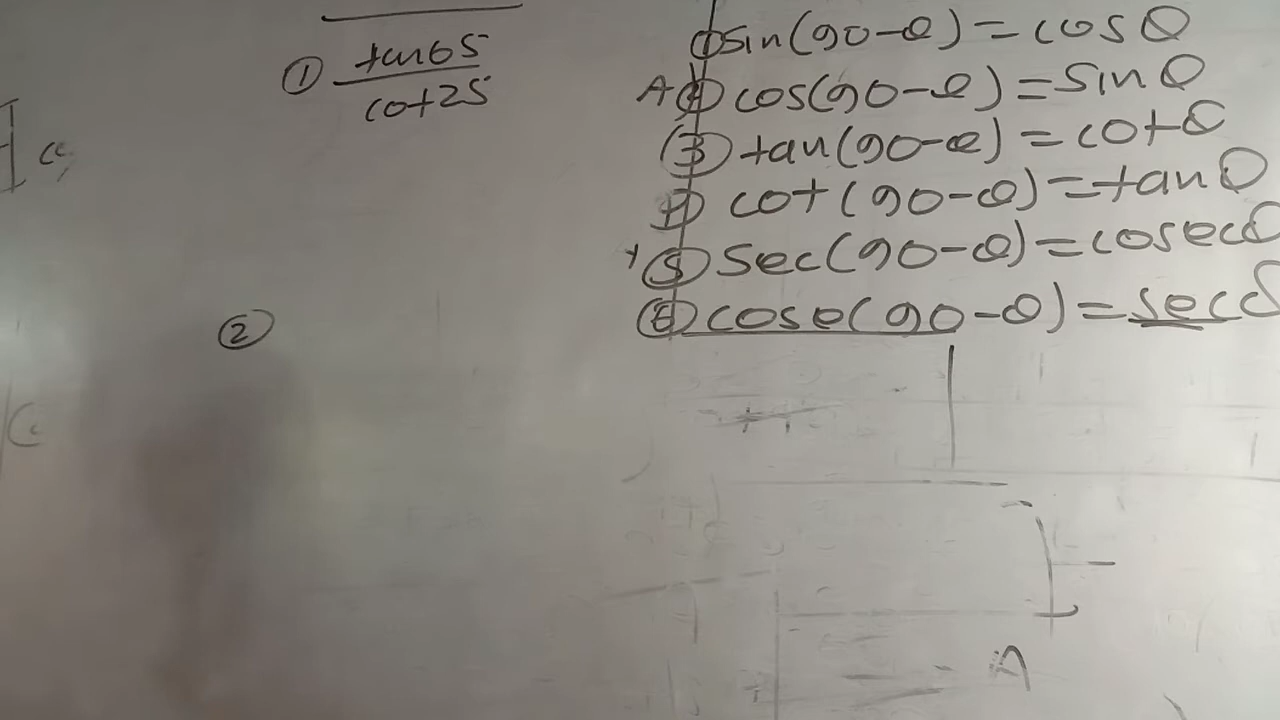 ① tan65
cot25
②
① sin(90-θ)=cosθ
② cos(90-θ)=sinθ
③ tan(90-θ)=cotθ
④ cot(90-θ)=tanθ
⑤ sec(90-θ)=cosecθ
⑥ cose(90-θ)=secθ
A